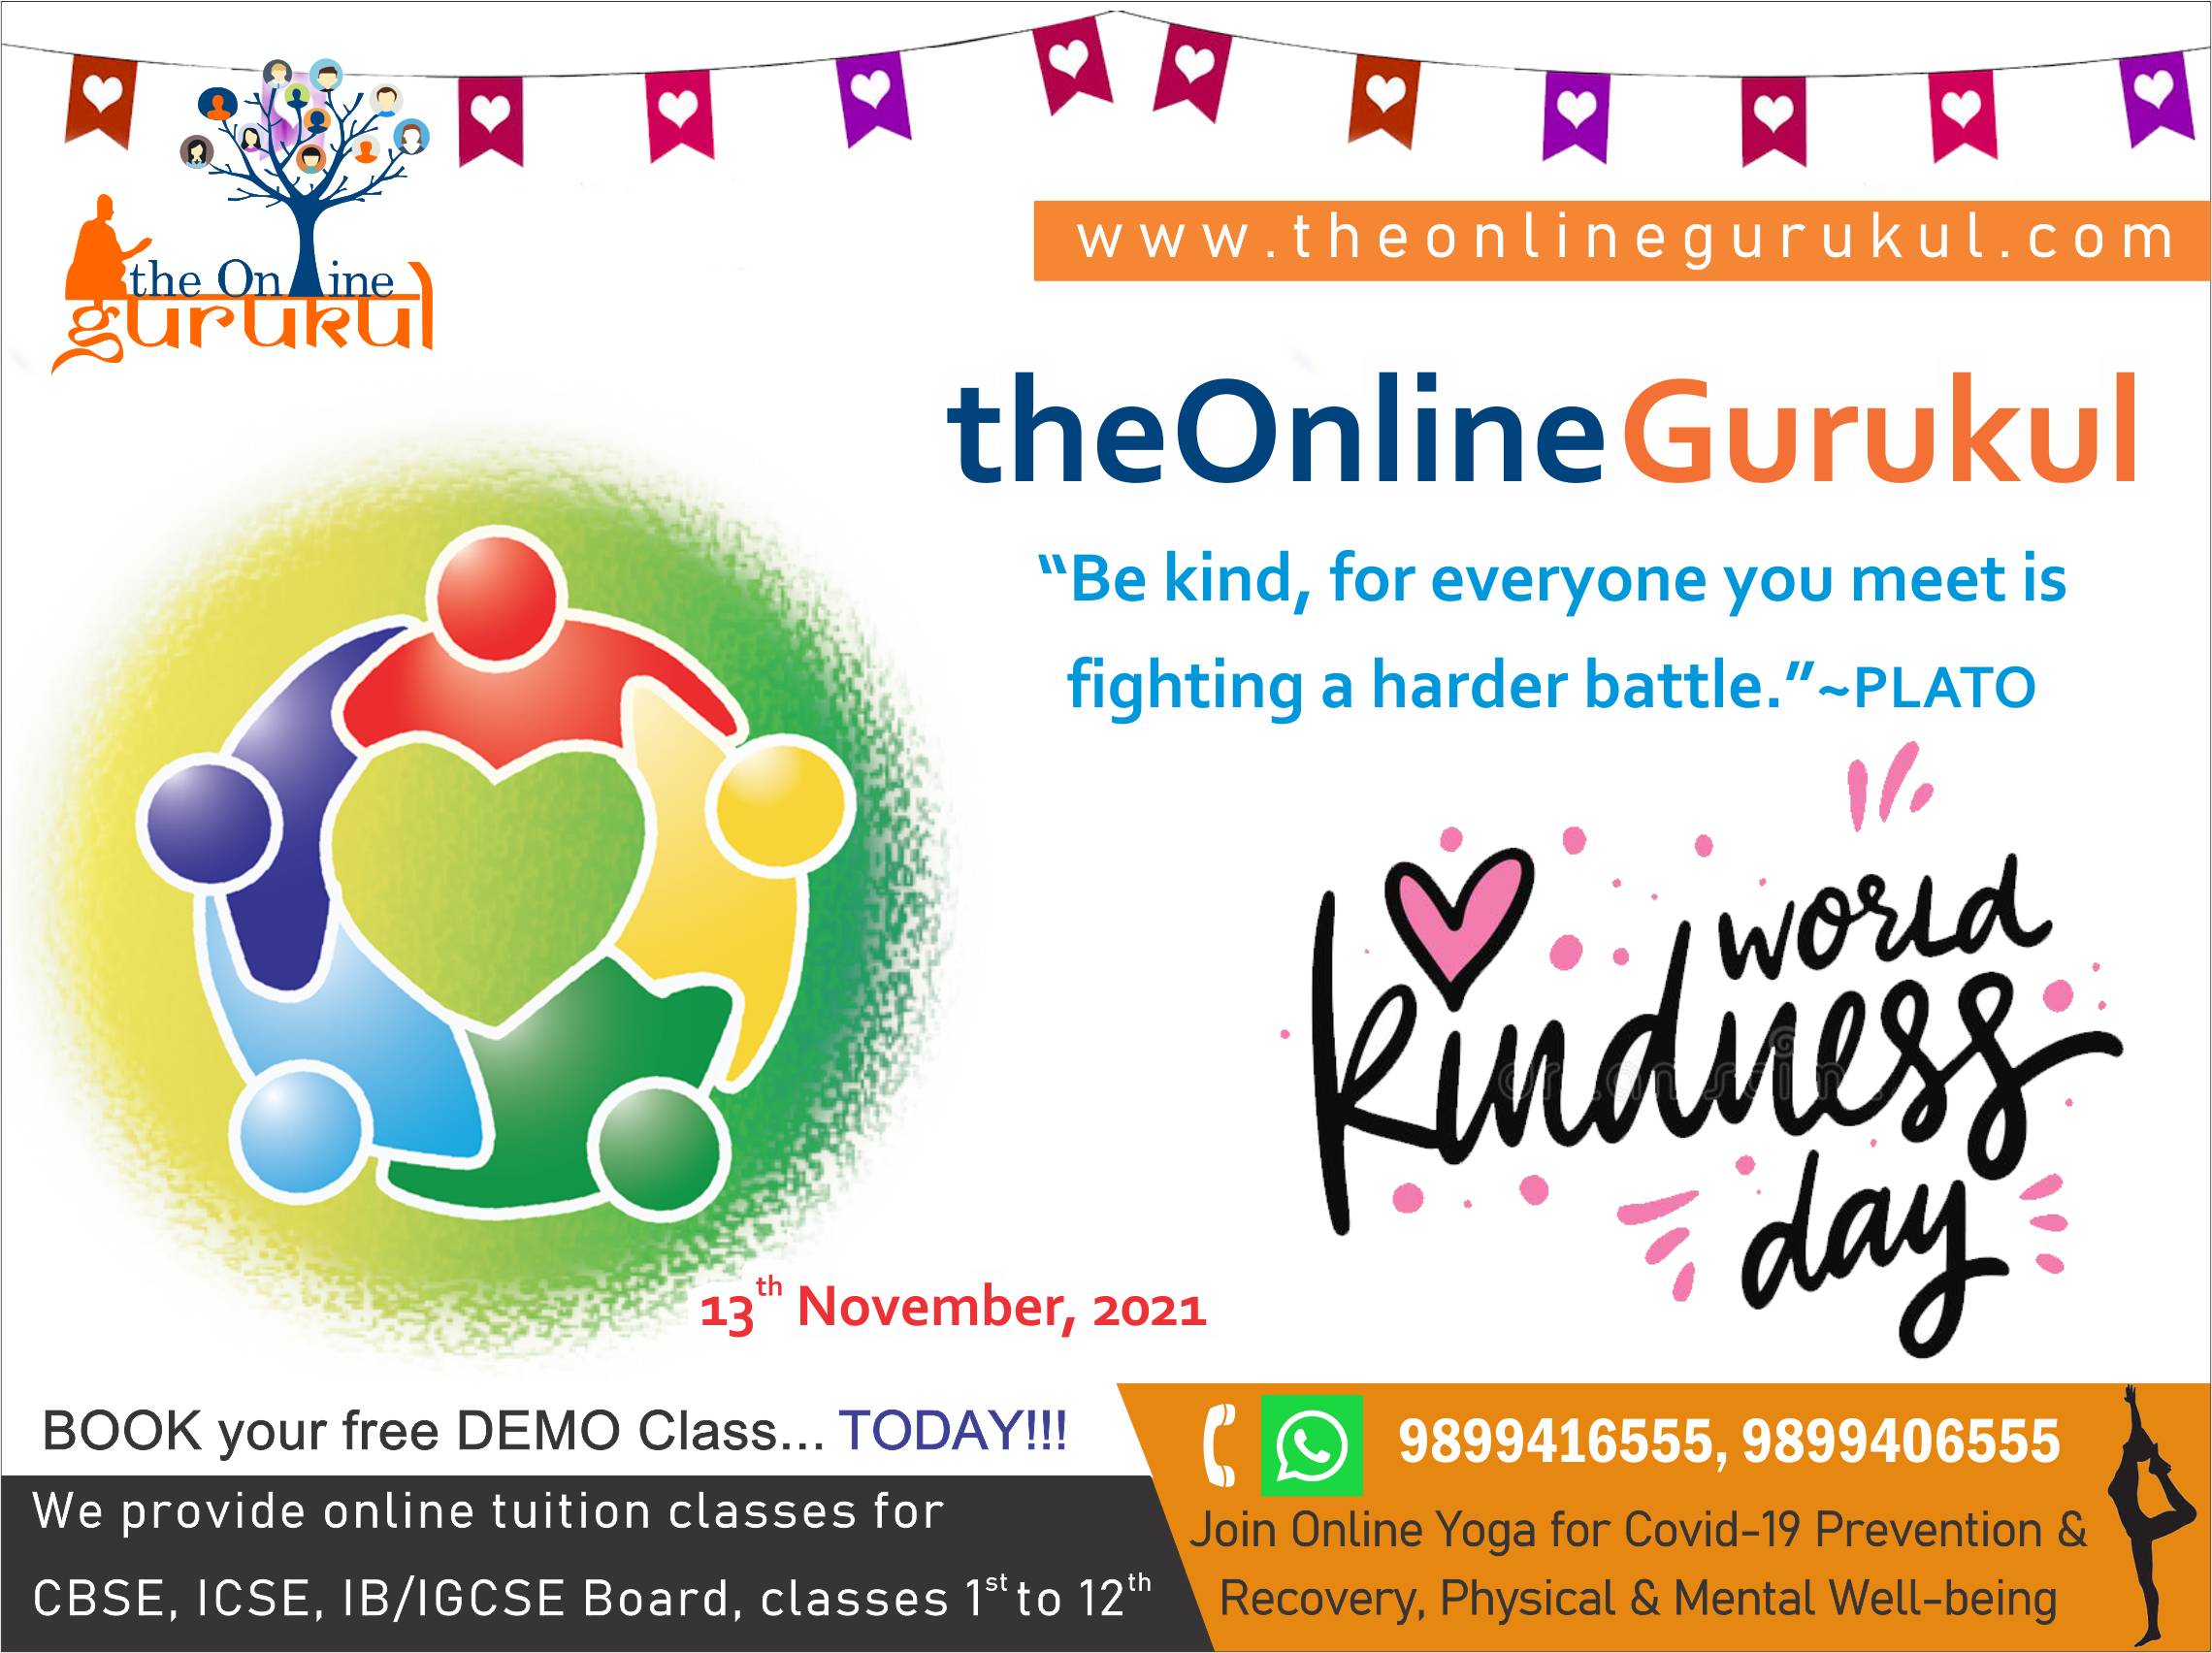 the Online
gurukul
www.theonlinegurukul.com
theOnlineGurukul
“Be kind, for everyone you meet is
fighting a harder battle.”~PLATO
world
kindness
day
13th November, 2021
BOOK your free DEMO Class... TODAY!!!
We provide online tuition classes for
CBSE, ICSE, IB/IGCSE Board, classes 1st to 12th
9899416555, 9899406555
Join Online Yoga for Covid-19 Prevention &
Recovery, Physical & Mental Well-being